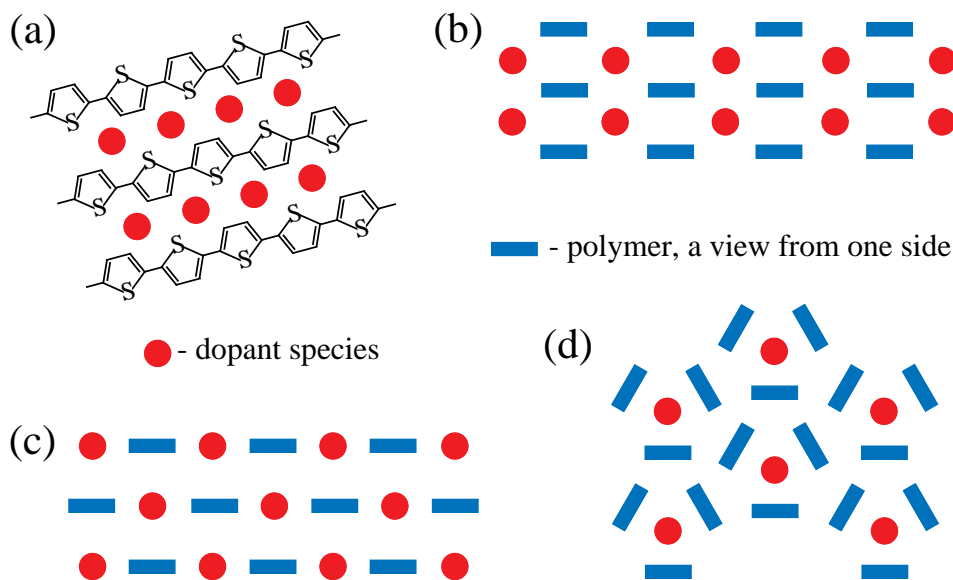 (a)
S S S S S
S S S S S
S S S S S
- dopant species
(b)
- polymer, a view from one side
(c)
(d)